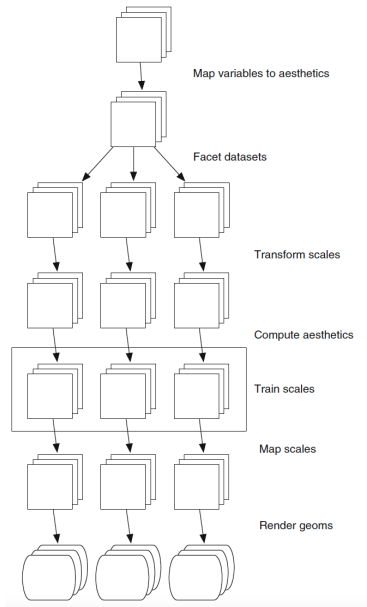 Map variables to aesthetics
Facet datasets
Transform scales
Compute aesthetics
Train scales
Map scales
Render geoms